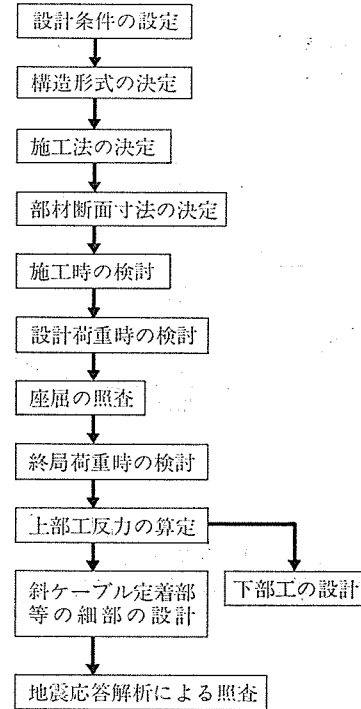 設計条件の設定
構造形式の決定
施工法の決定
部材断面寸法の決定
施工時の検討
設計荷重時の検討
座屈の照査
終局荷重時の検討
上部工反力の算定
斜ケーブル定着部
等の細部の設計
下部工の設計
地震応答解析による照査